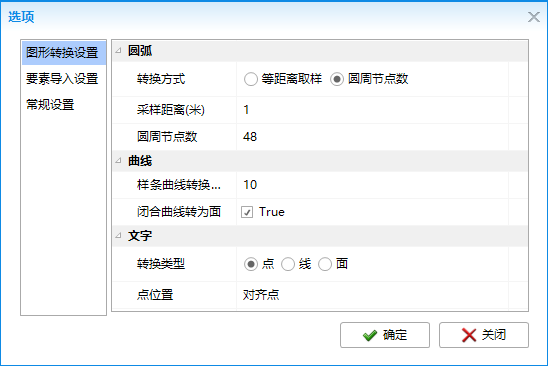 选项
图形转换设置
要素导入设置
常规设置
圆弧
转换方式 等距离取样 圆周节点数
采样距离(米) 1
圆周节点数 48
曲线
样条曲线转换... 10
闭合曲线转为面 True
文字
转换类型 点 线 面
点位置 对齐点
确定 关闭